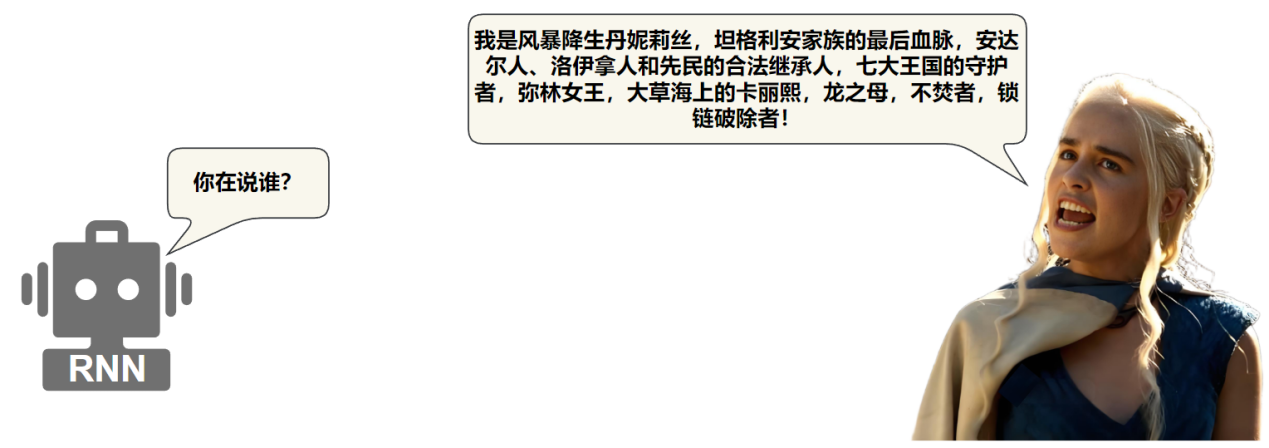 我是风暴降生丹妮莉丝，坦格利安家族的最后血脉，安达
尔人、洛伊拿人和先民的合法继承人，七大王国的守护
者，弥林女王，大草海上的卡丽熙，龙之母，不焚者，锁
链破除者！
你在说谁？
RNN